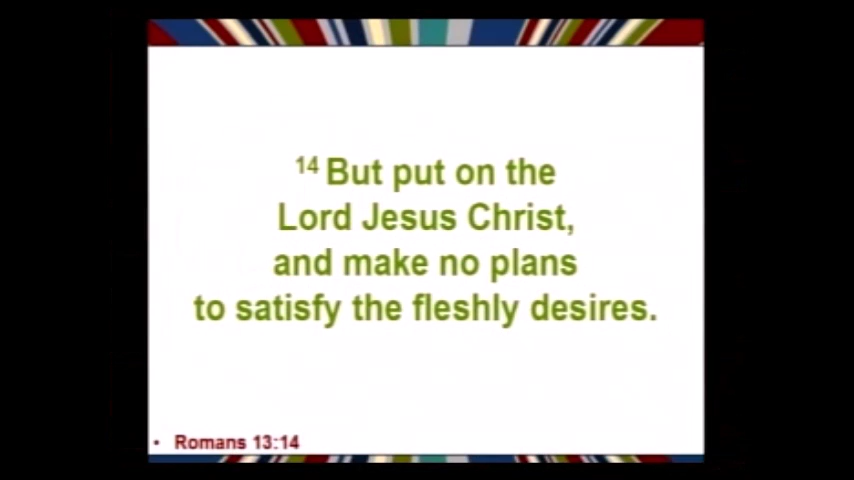 14 But put on the
Lord Jesus Christ,
and make no plans
to satisfy the fleshly desires.
• Romans 13:14